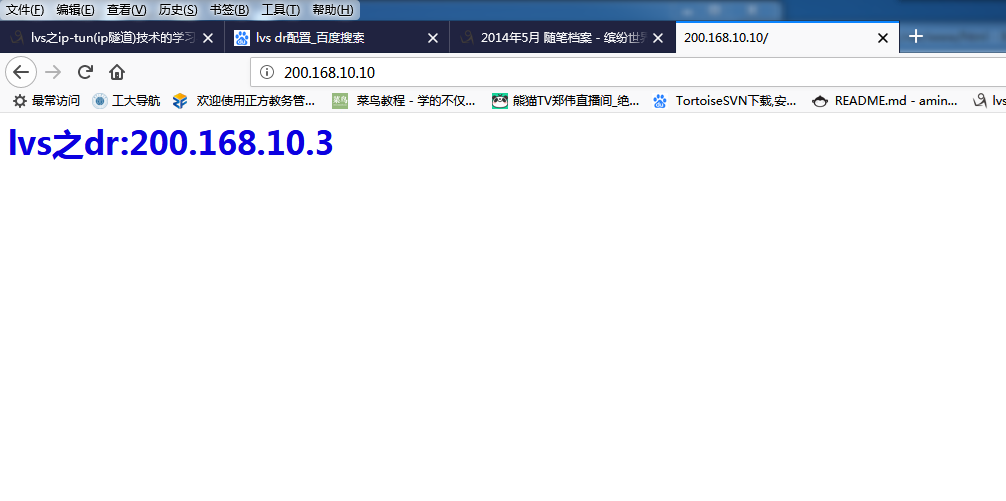 文件(F) 编辑(E) 查看(V) 历史(S) 书签(B) 工具(T) 帮助(H)
lvs之ip-tun(ip隧道)技术的学习 lvs dr配置_百度搜索 2014年5月 随笔档案 - 缤纷世 200.168.10.10/
200.168.10.10
最常访问 工大导航 欢迎使用正方教务管... 菜鸟 菜鸟教程 - 学的不仅... 熊猫TV郑伟直播间_绝... TortoiseSVN下载,安... README.md - amin... lvs
lvs之dr:200.168.10.3